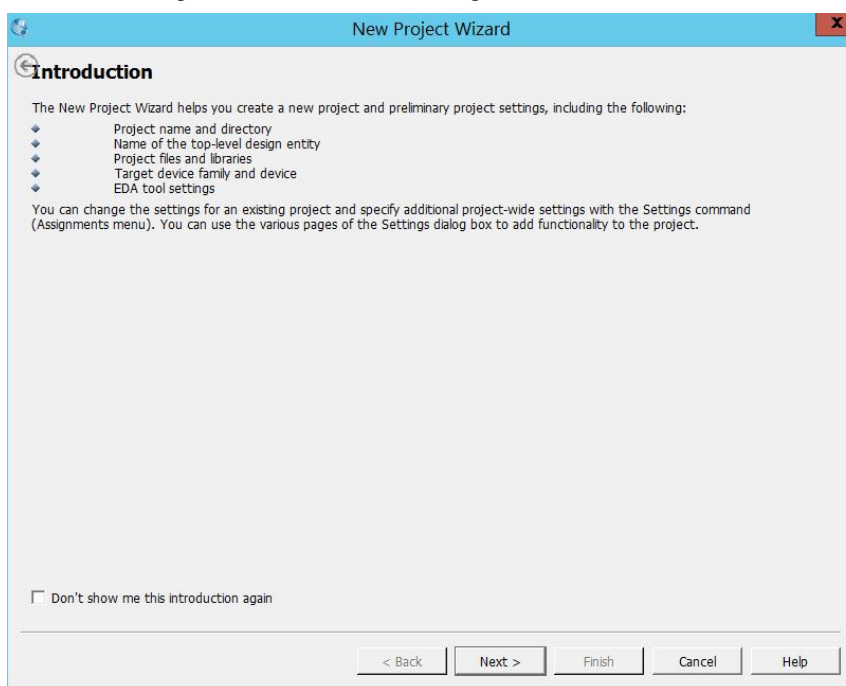 New Project Wizard
X
Introduction
The New Project Wizard helps you create a new project and preliminary project settings, including the following:
Project name and directory
Name of the top-level design entity
Project files and libraries
Target device family and device
EDA tool settings
You can change the settings for an existing project and specify additional project-wide settings with the Settings command
(Assignments menu). You can use the various pages of the Settings dialog box to add functionality to the project.
Don't show me this introduction again
< Back Next > Finish Cancel Help